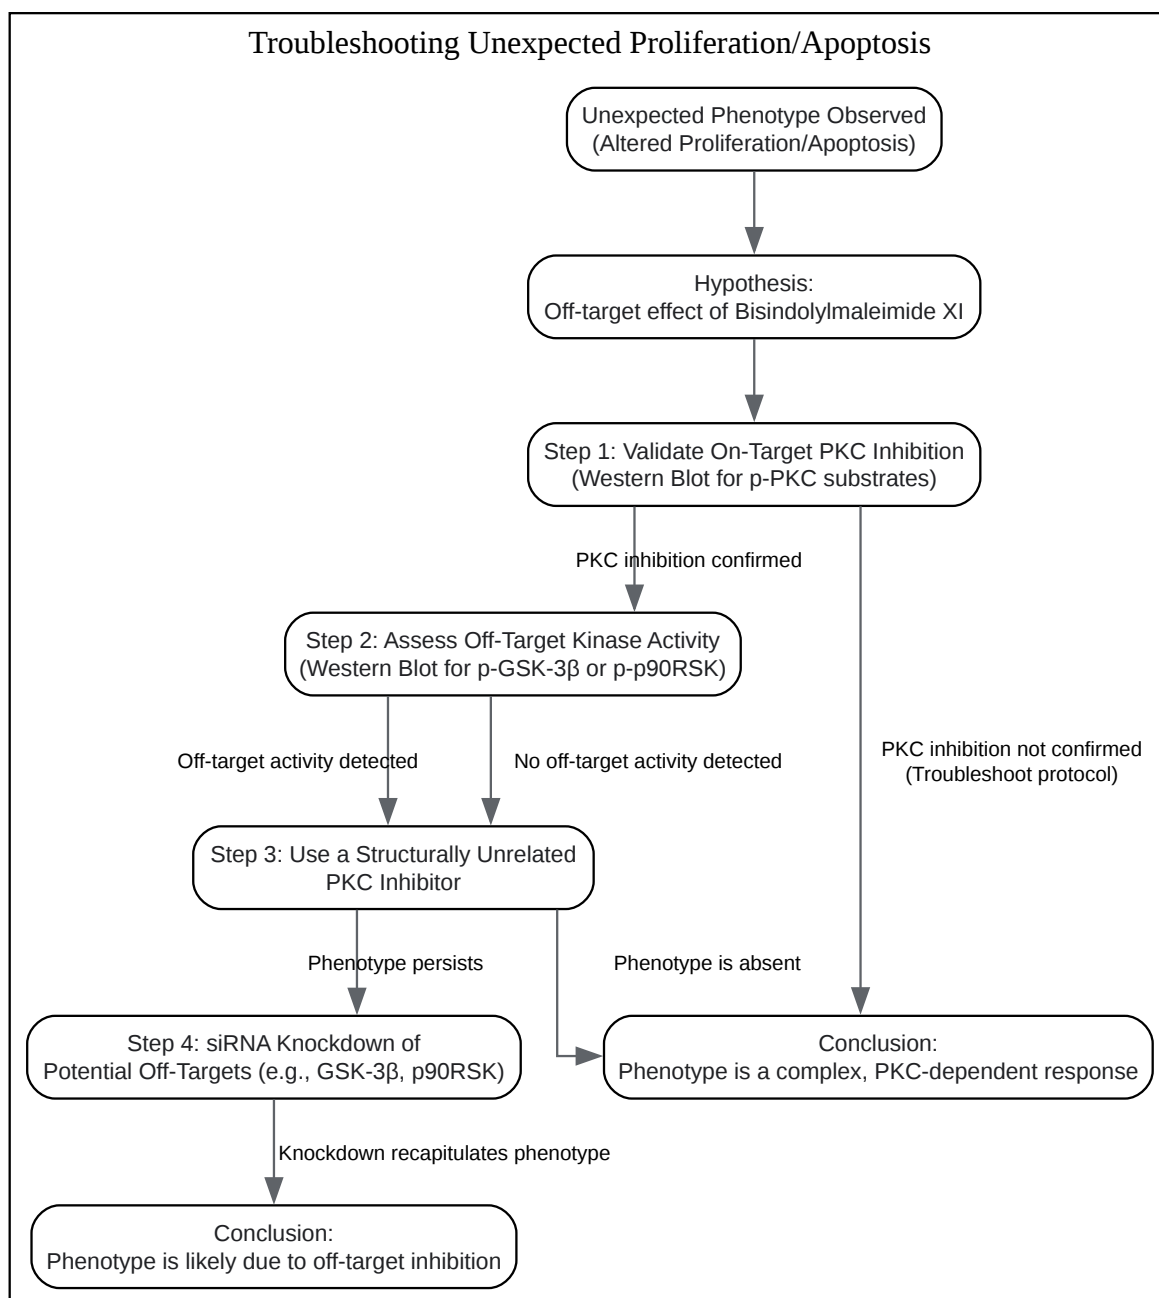 Troubleshooting Unexpected Proliferation/Apoptosis
Unexpected Phenotype Observed
(Altered Proliferation/Apoptosis)
Hypothesis:
Off-target effect of Bisindolylmaleimide XI
Step 1: Validate On-Target PKC Inhibition
(Western Blot for p-PKC substrates)
PKC inhibition confirmed
Step 2: Assess Off-Target Kinase Activity
(Western Blot for p-GSK-3β or p-p90RSK)
Off-target activity detected
No off-target activity detected
PKC inhibition not confirmed
(Troubleshoot protocol)
Step 3: Use a Structurally Unrelated
PKC Inhibitor
Phenotype persists
Phenotype is absent
Step 4: siRNA Knockdown of
Potential Off-Targets (e.g., GSK-3β, p90RSK)
Conclusion:
Phenotype is a complex, PKC-dependent response
Knockdown recapitulates phenotype
Conclusion:
Phenotype is likely due to off-target inhibition